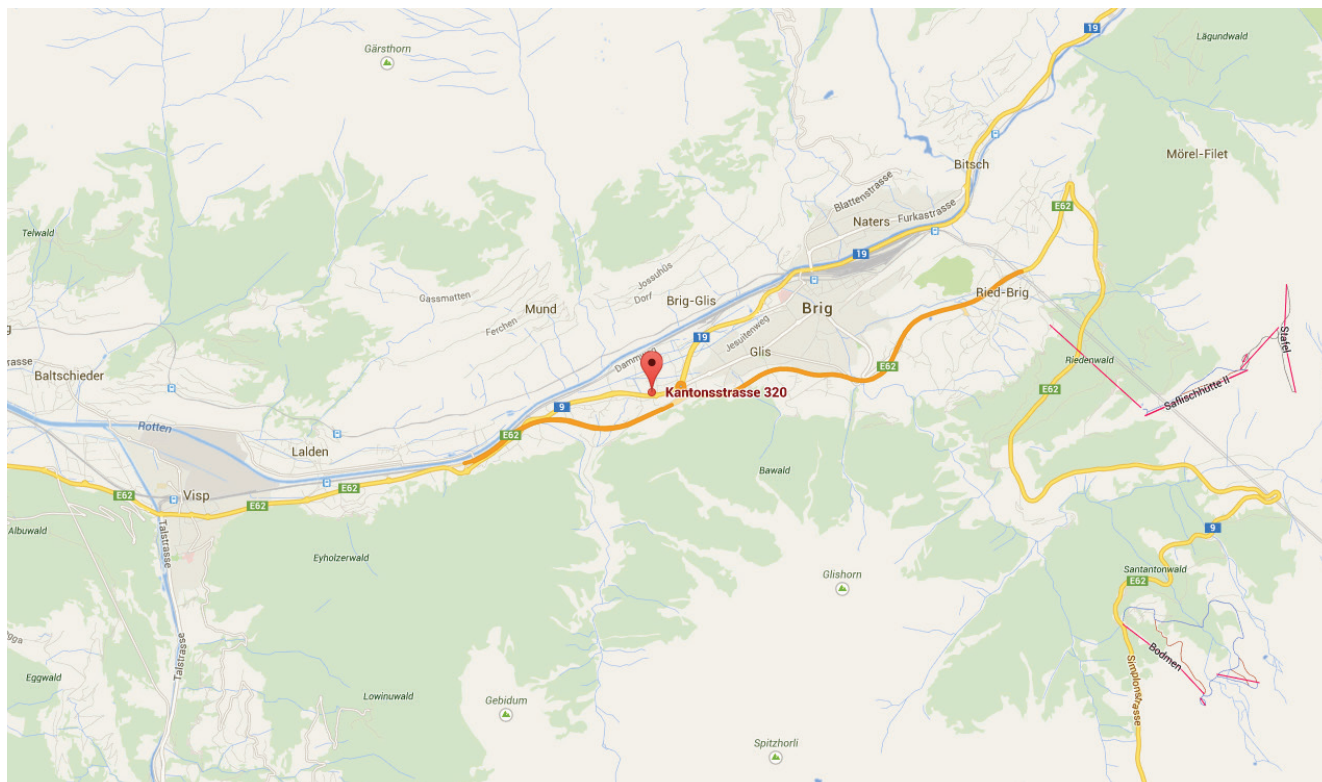 19
Gärsthorn
Lägundwald
Mörel-Filet
Bitsch
Blattenstrasse
Furkastrasse
Naters
E62
Telwald
19
Jossuhüs
Gassmatten
Dorf
Brig-Glis
Mund
Ferchen
Ried-Brig
Brig
19
Jesuitenweg
Glis
Stafel
Riedenwald
E62
rasse
Baltschieder
Kantonsstrasse 320
Saflischhütte II
9
Rotten
E62
Lalden
Bawald
E62
Visp
E62
E62
Talstrasse
Albuwald
9
Eyholzerwald
Santantonwald
Glishorn
E62
Bodmen
Talstrasse
Eggwald
Simplonstrasse
Lowinuwald
Gebidum
Spitzhorli